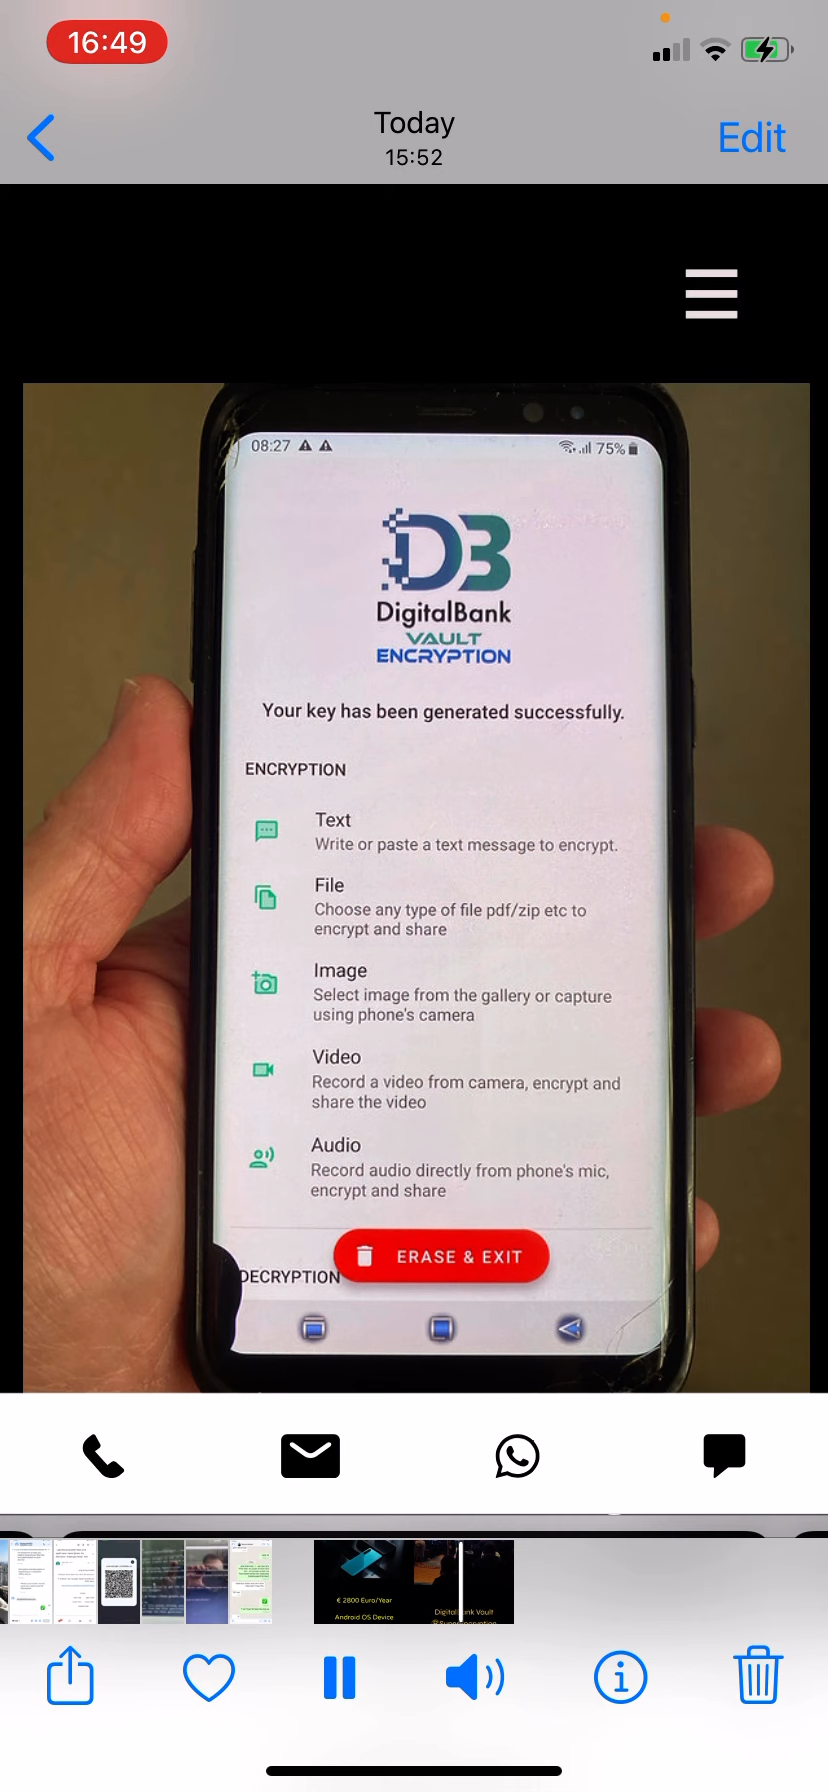 16:49
Today
15:52
Edit
08:27
75%
DB
DigitalBank
VAULT
ENCRYPTION
Your key has been generated successfully.
ENCRYPTION
Text
Write or paste a text message to encrypt.
File
Choose any type of file pdf/zip etc to
encrypt and share
Image
Select image from the gallery or capture
using phone's camera
Video
Record a video from camera, encrypt and
share the video
Audio
Record audio directly from phone's mic,
encrypt and share
ERASE & EXIT
DECRYPTION
€ 2800 Euro/Year
Android OS Device
Vault